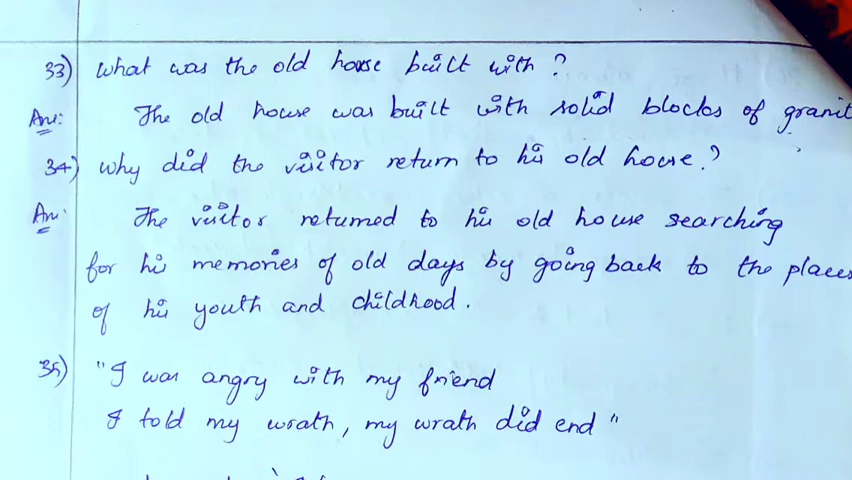 33) What was the old house built with?
Ans: The old house was built with solid blocks of granit
34) Why did the visitor return to his old house?
An: The visitor returned to his old house searching
for his memories of old days by going back to the places
of his youth and childhood.
35) "I was angry with my friend
I told my wrath, my wrath did end"